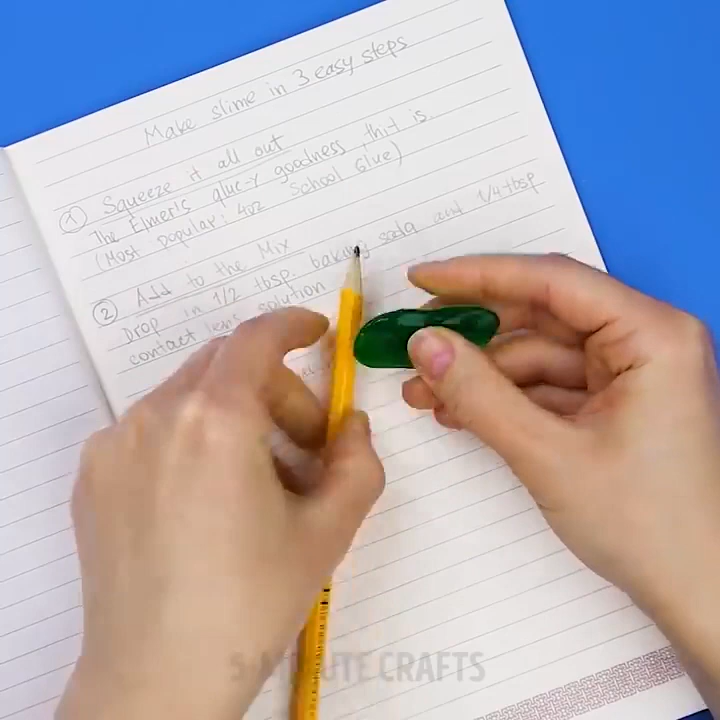 Make slime in 3 easy steps
① Squeeze it all out
The Elmer's glue-y goodness, thit is.
(Most popular: 4oz School Glue)
② Add to the Mix
Drop in 1/2 tbsp. baking soda and 1/4 tbsp
contact lens solution
5-MINUTE CRAFTS